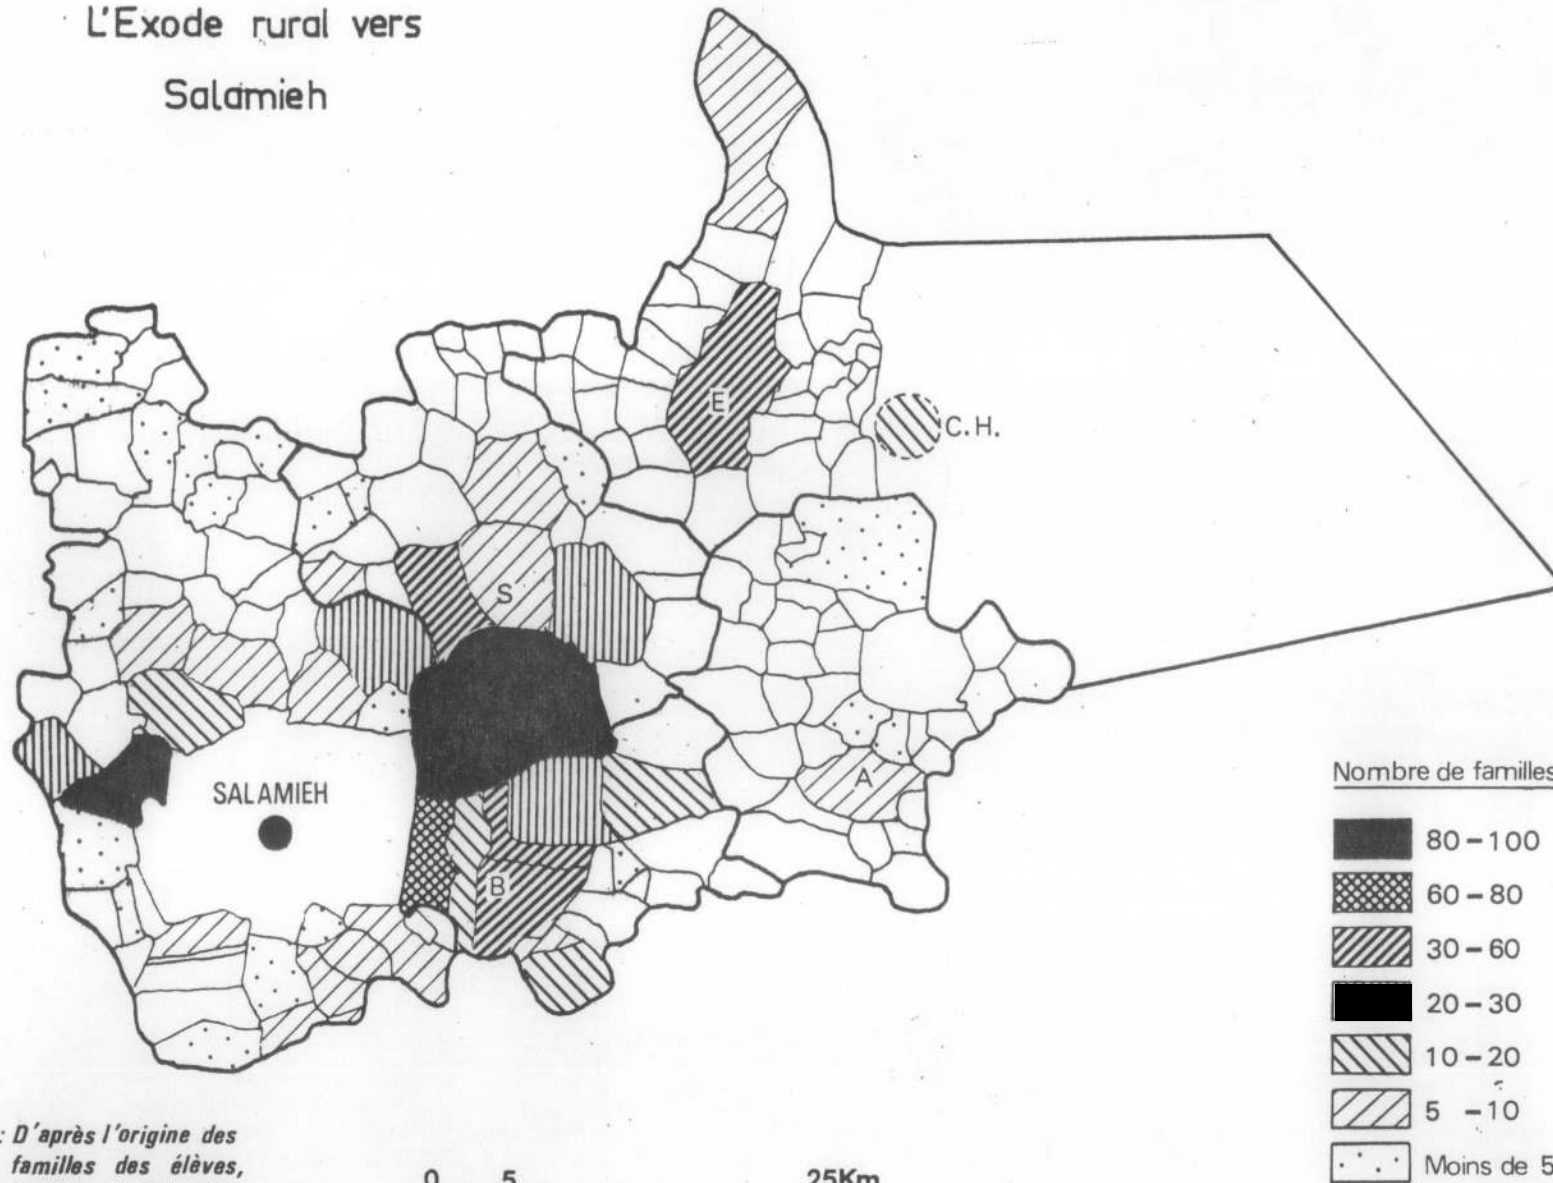 L'Exode rural vers
Salamieh
E
C.H.
S
A
SALAMIEH
B
Nombre de familles
80-100
60-80
30-60
20-30
10-20
5 -10
Moins de 5
: D'après l'origine des
familles des élèves,
0 5 25Km